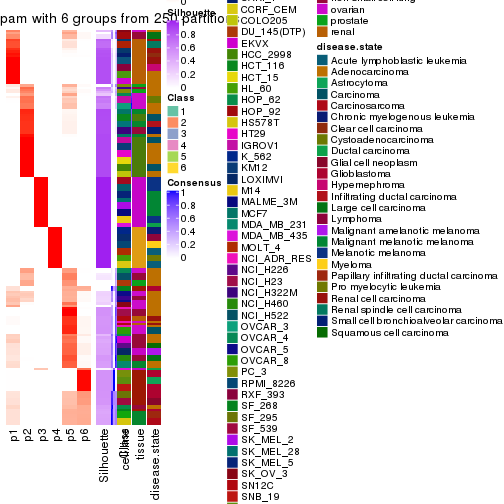 pam with 6 groups from 250 partitions
Silhouette
0
0.8
0.6
0.4
0.2
0
Class
1
2
3
4
5
6
Consensus
1
0.8
0.6
0.4
0.2
0
CCRF_CEM
COLO205
DU_145(DTP)
EKVX
HCC_2998
HCT_116
HCT_15
HL_60
HOP_62
HOP_92
HS578T
HT29
IGROV1
K_562
KM12
LOXIMVI
M14
MALME_3M
MCF7
MDA_MB_231
MDA_MB_435
MOLT_4
NCI_ADR_RES
NCI_H226
NCI_H23
NCI_H322M
NCI_H460
NCI_H522
OVCAR_3
OVCAR_4
OVCAR_5
OVCAR_8
PC_3
RPMI_8226
RXF_393
SF_268
SF_295
SF_539
SK_MEL_2
SK_MEL_28
SK_MEL_5
SK_OV_3
SN12C
SNB_19
ovarian
prostate
renal
disease.state
Acute lymphoblastic leukemia
Adenocarcinoma
Astrocytoma
Carcinoma
Carcinosarcoma
Chronic myelogenous leukemia
Clear cell carcinoma
Cystoadenocarcinoma
Ductal carcinoma
Glial cell neoplasm
Glioblastoma
Hypernephroma
Infiltrating ductal carcinoma
Large cell carcinoma
Lymphoma
Malignant amelanotic melanoma
Malignant melanotic melanoma
Melanotic melanoma
Myeloma
Papillary infiltrating ductal carcinoma
Pro myelocytic leukemia
Renal cell carcinoma
Renal spindle cell carcinoma
Small cell bronchioalveolar carcinoma
Squamous cell carcinoma
p1
p2
p3
p4
p5
p6
Silhouette
Class
cell.line
tissue
disease.state